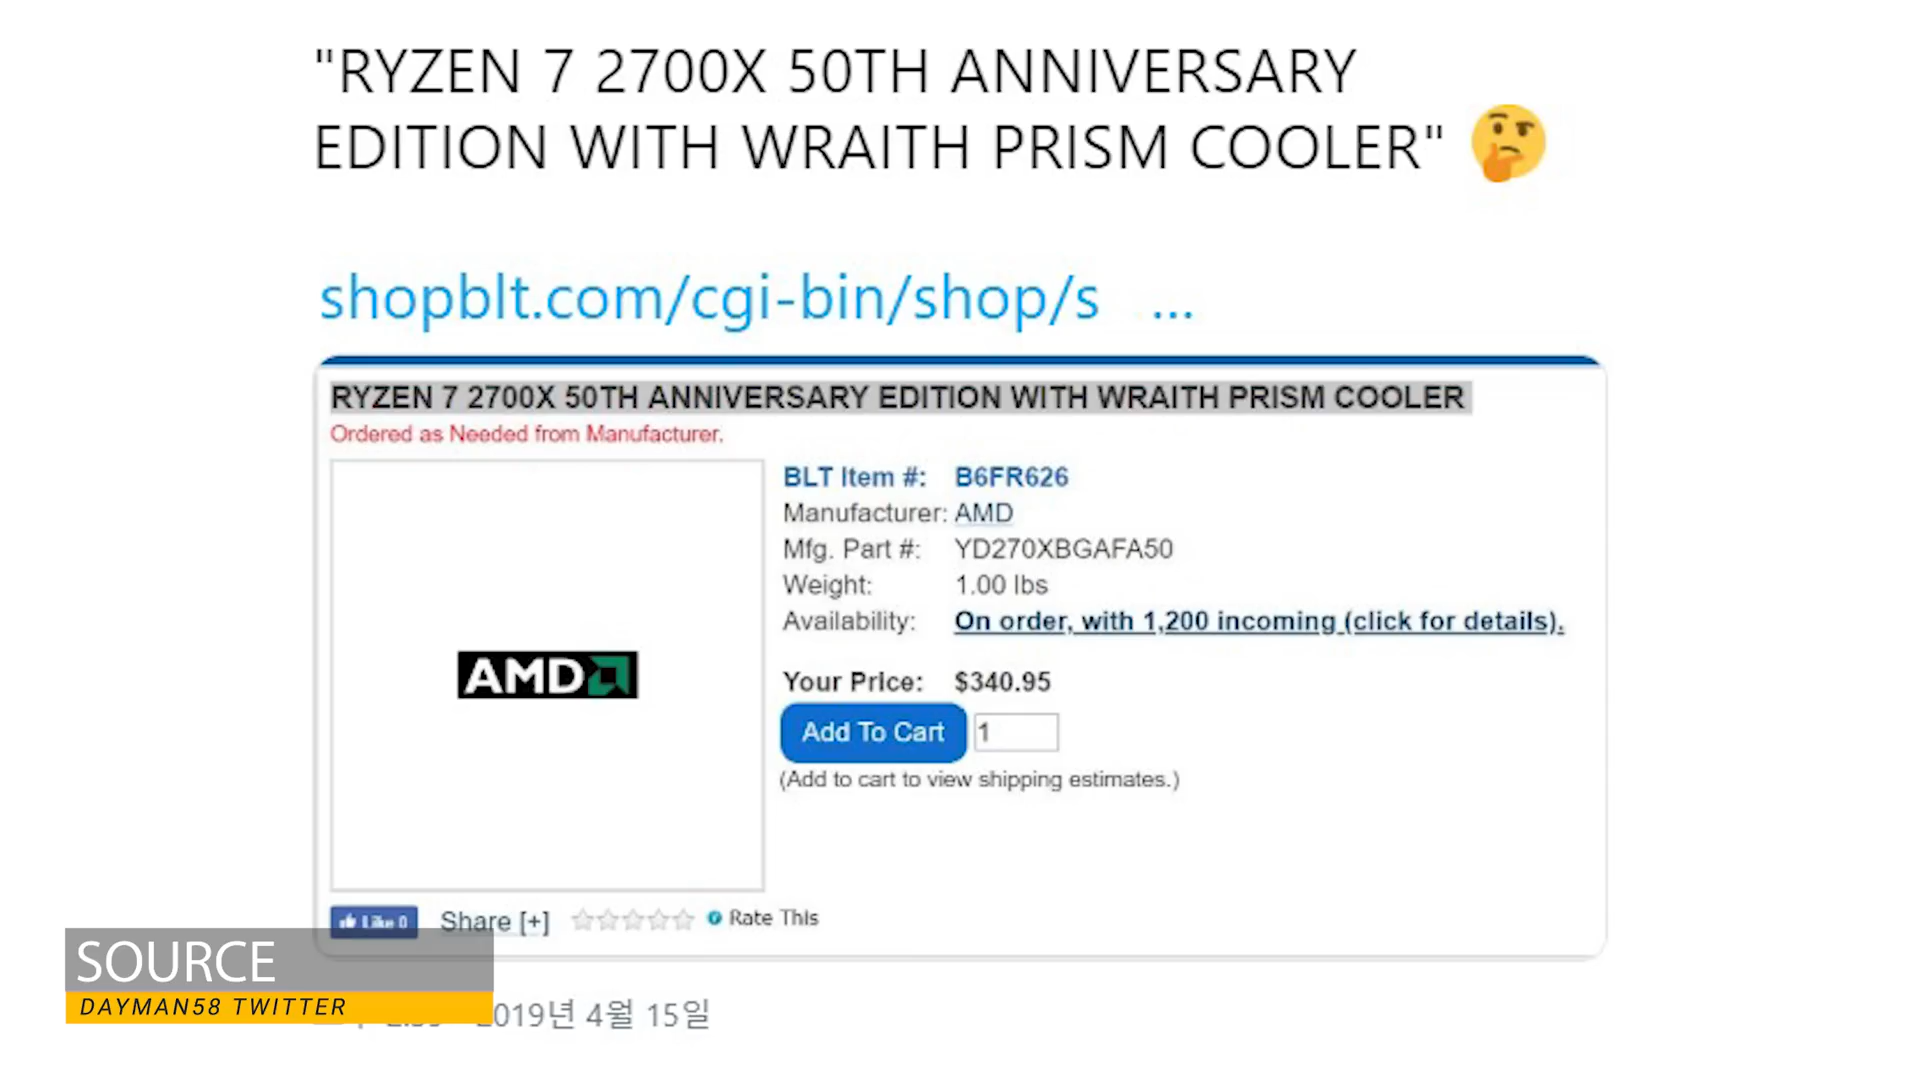 "RYZEN 7 2700X 50TH ANNIVERSARY
EDITION WITH WRAITH PRISM COOLER"
shopblt.com/cgi-bin/shop/s ...
RYZEN 7 2700X 50TH ANNIVERSARY EDITION WITH WRAITH PRISM COOLER
Ordered as Needed from Manufacturer.
AMD
BLT Item #: B6FR626
Manufacturer: AMD
Mfg. Part #: YD270XBGAFA50
Weight: 1.00 lbs
Availability: On order, with 1,200 incoming (click for details).
Your Price: $340.95
Add To Cart 1
(Add to cart to view shipping estimates.)
Like 0 Share [+] Rate This
SOURCE
DAYMAN58 TWITTER
2019년 4월 15일